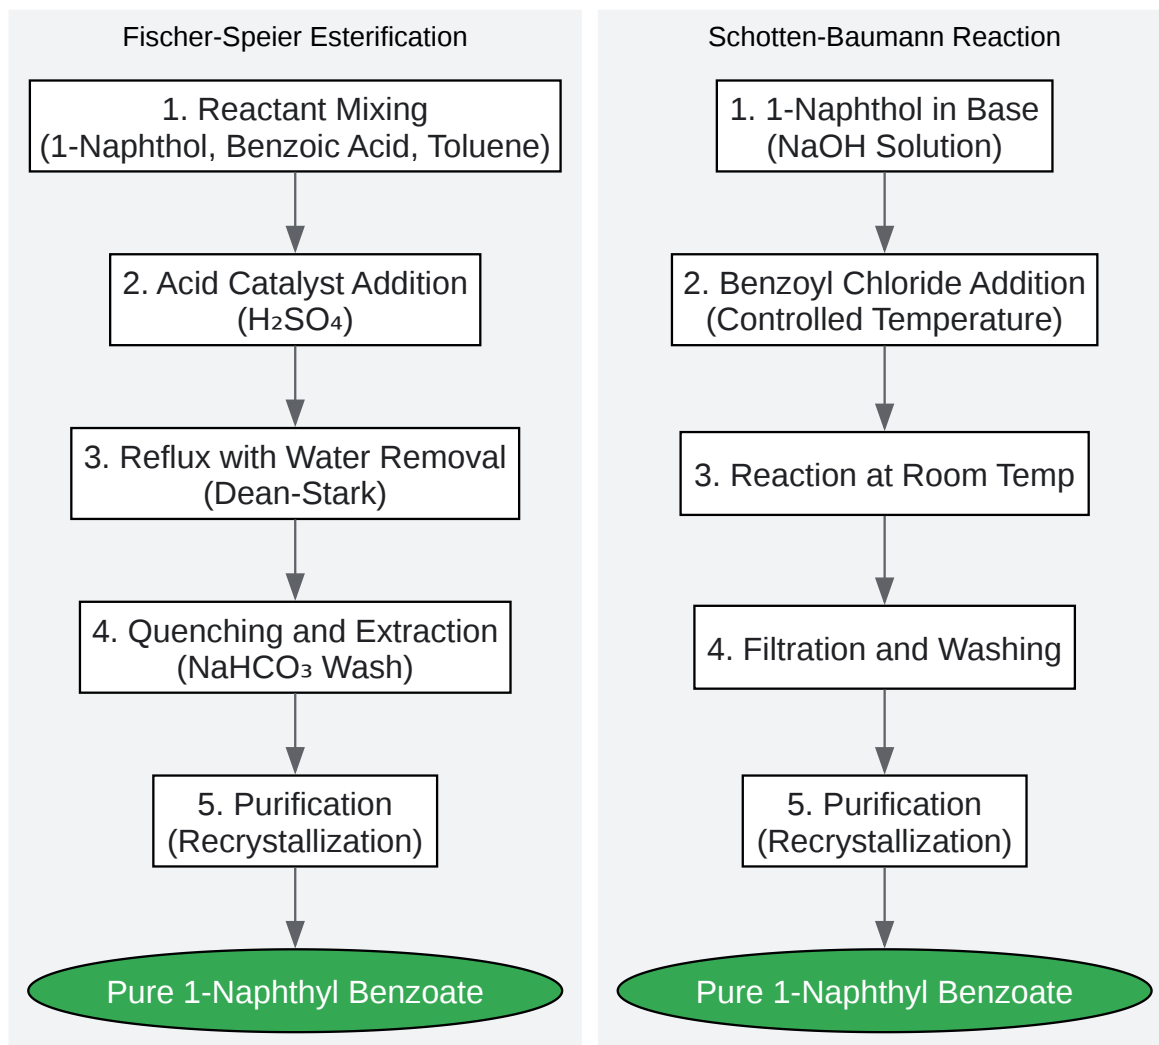 Fischer-Speier Esterification
1. Reactant Mixing
(1-Naphthol, Benzoic Acid, Toluene)
2. Acid Catalyst Addition
(H₂SO₄)
3. Reflux with Water Removal
(Dean-Stark)
4. Quenching and Extraction
(NaHCO₃ Wash)
5. Purification
(Recrystallization)
Pure 1-Naphthyl Benzoate
Schotten-Baumann Reaction
1. 1-Naphthol in Base
(NaOH Solution)
2. Benzoyl Chloride Addition
(Controlled Temperature)
3. Reaction at Room Temp
4. Filtration and Washing
5. Purification
(Recrystallization)
Pure 1-Naphthyl Benzoate